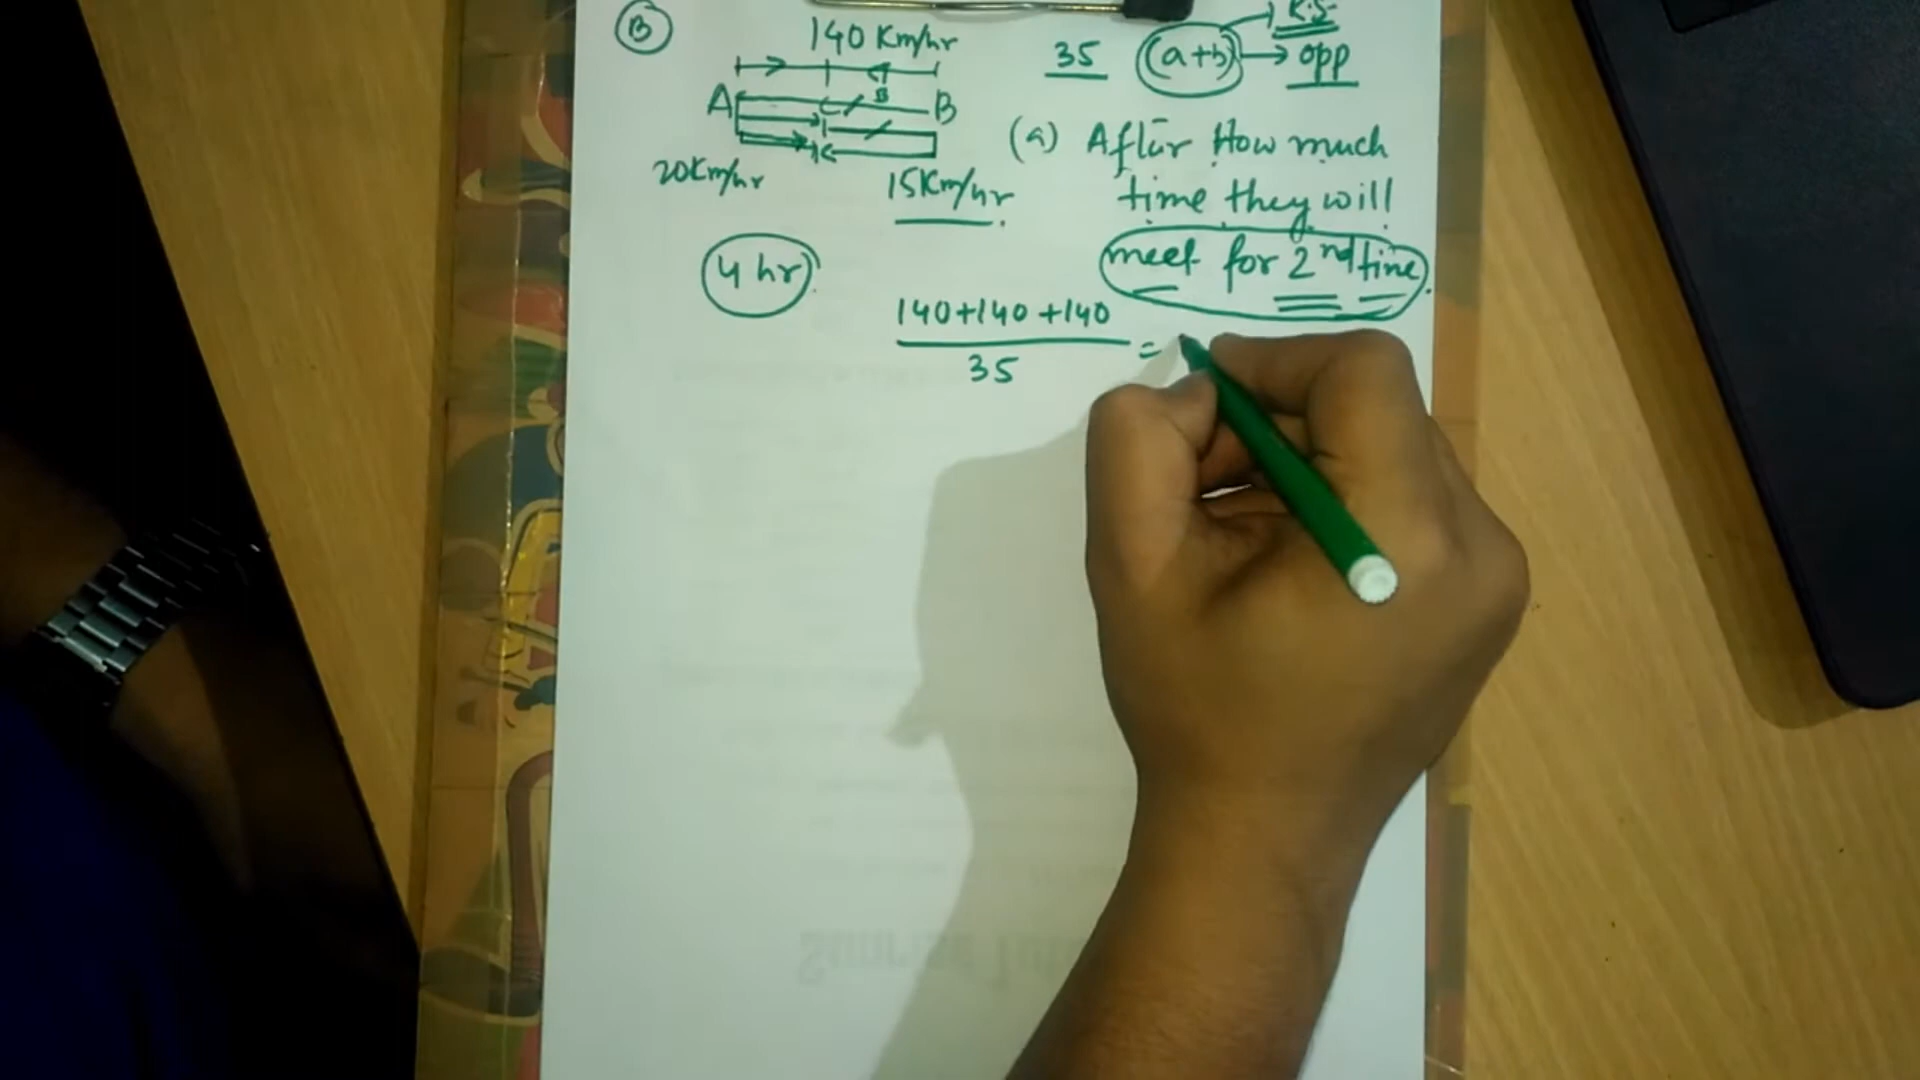 B
140 Km/hr
35 (a+b) → R.S.
→ opp
A B B
20Km/hr 15Km/hr
(a) After How much
time they will
meet for 2nd time
4 hr
140+140+140
35 =